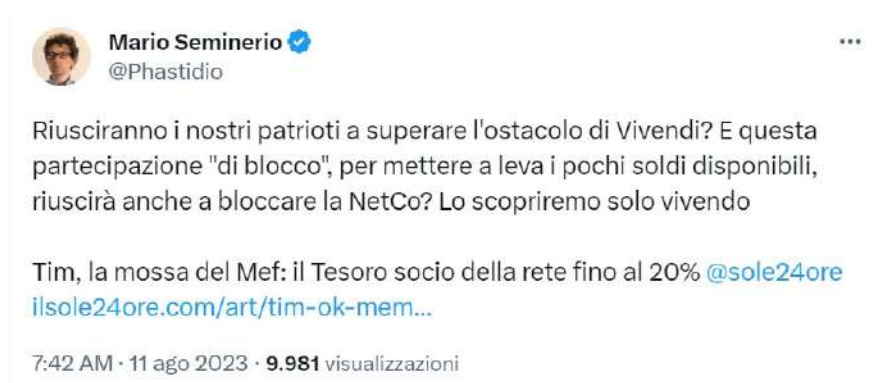 Mario Seminerio
@Phastidio
Riusciranno i nostri patrioti a superare l'ostacolo di Vivendi? E questa
partecipazione "di blocco", per mettere a leva i pochi soldi disponibili,
riuscirà anche a bloccare la NetCo? Lo scopriremo solo vivendo
Tim, la mossa del Mef: il Tesoro socio della rete fino al 20% @sole24ore
ilsole24ore.com/art/tim-ok-mem...
7:42 AM · 11 ago 2023 · 9.981 visualizzazioni